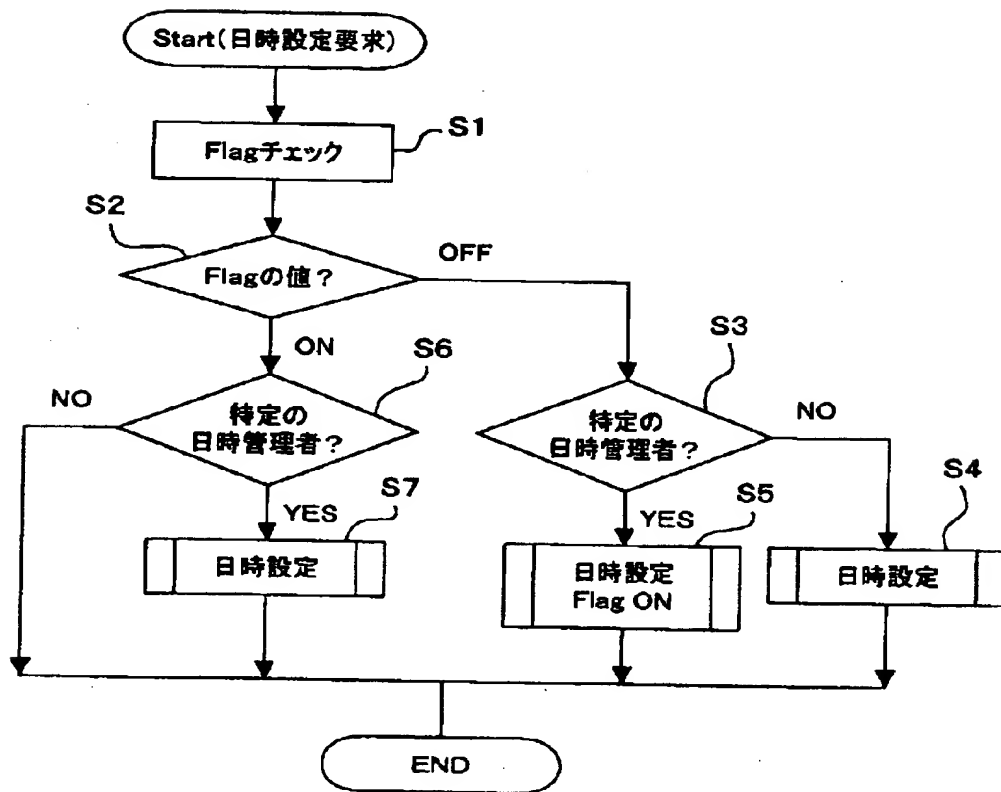 Start(日時設定要求)
S1
Flagチェック
S2
Flagの値？
OFF
ON
S6
S3
NO
特定の
日時管理者？
特定の
日時管理者？
NO
YES
S7
YES
S5
S4
日時設定
日時設定
Flag ON
日時設定
END